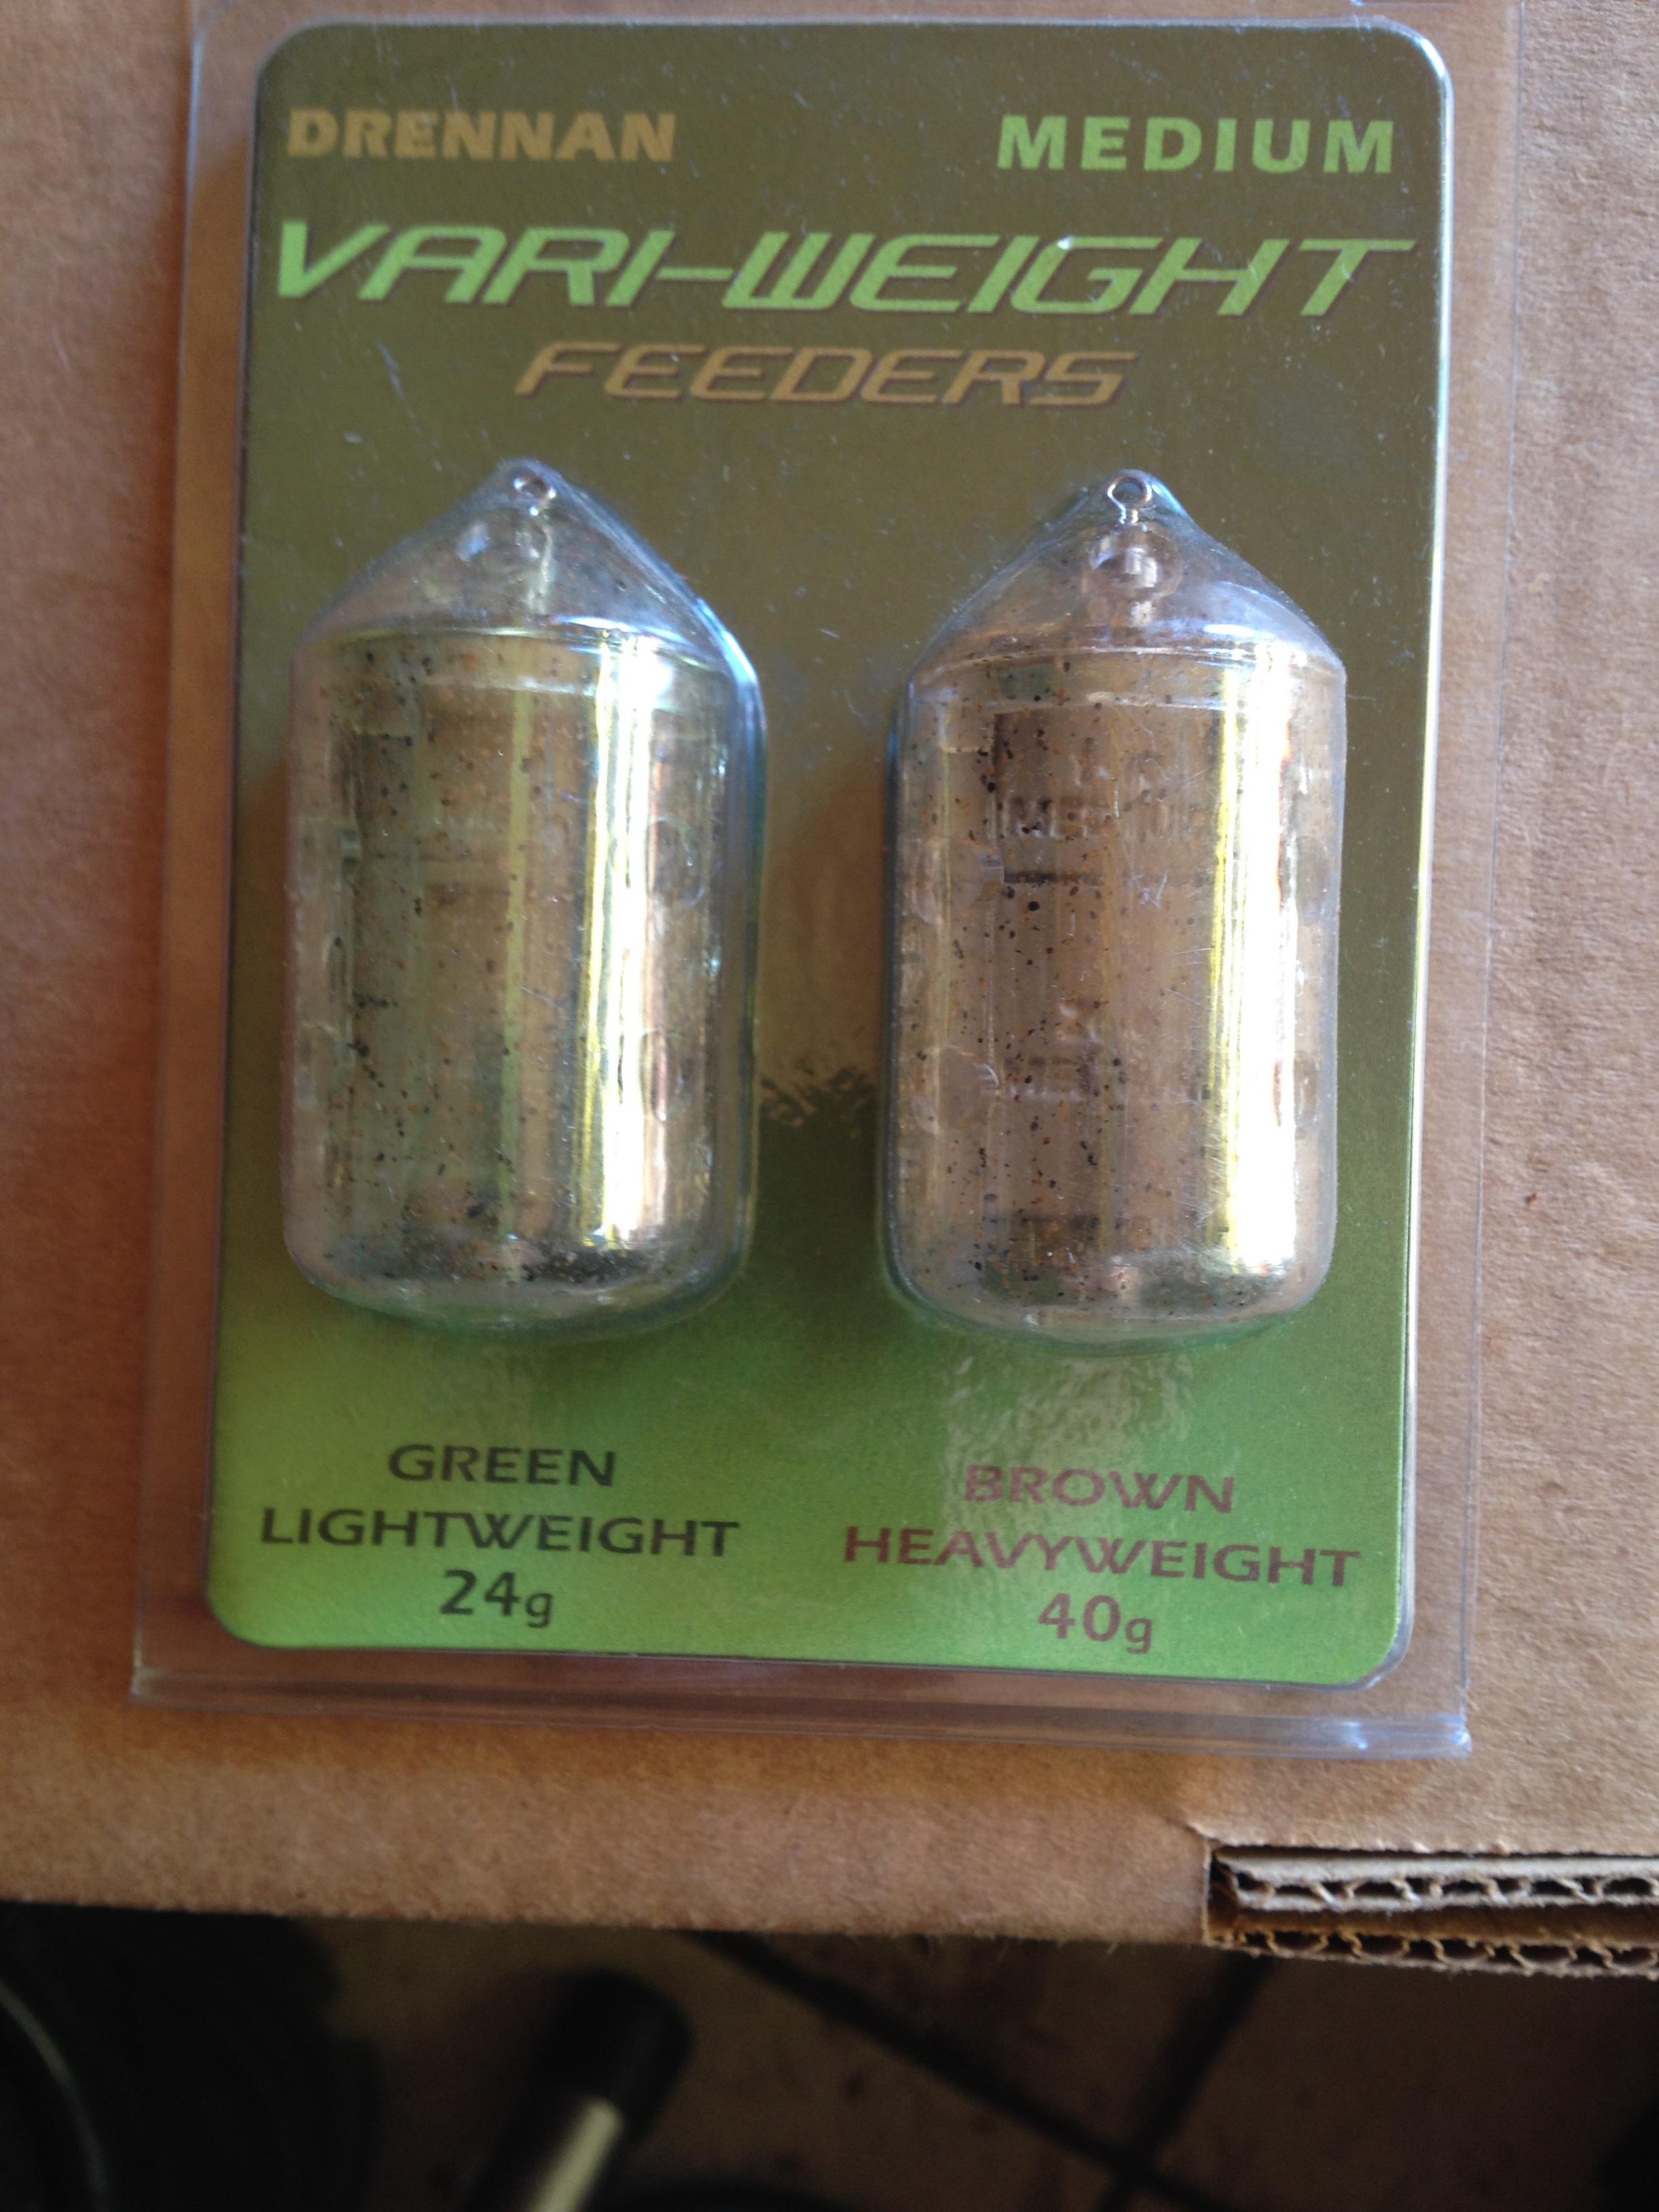 DRENNAN MEDIUM
VARI-WEIGHT
FEEDERS
GREEN
LIGHTWEIGHT
24g
BROWN
HEAVYWEIGHT
40g